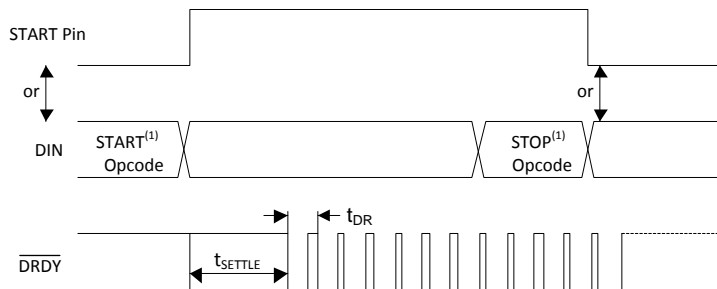 START Pin
or
or
DIN
START(1)
Opcode
STOP(1)
Opcode
tDR
DRDY
tSETTLE